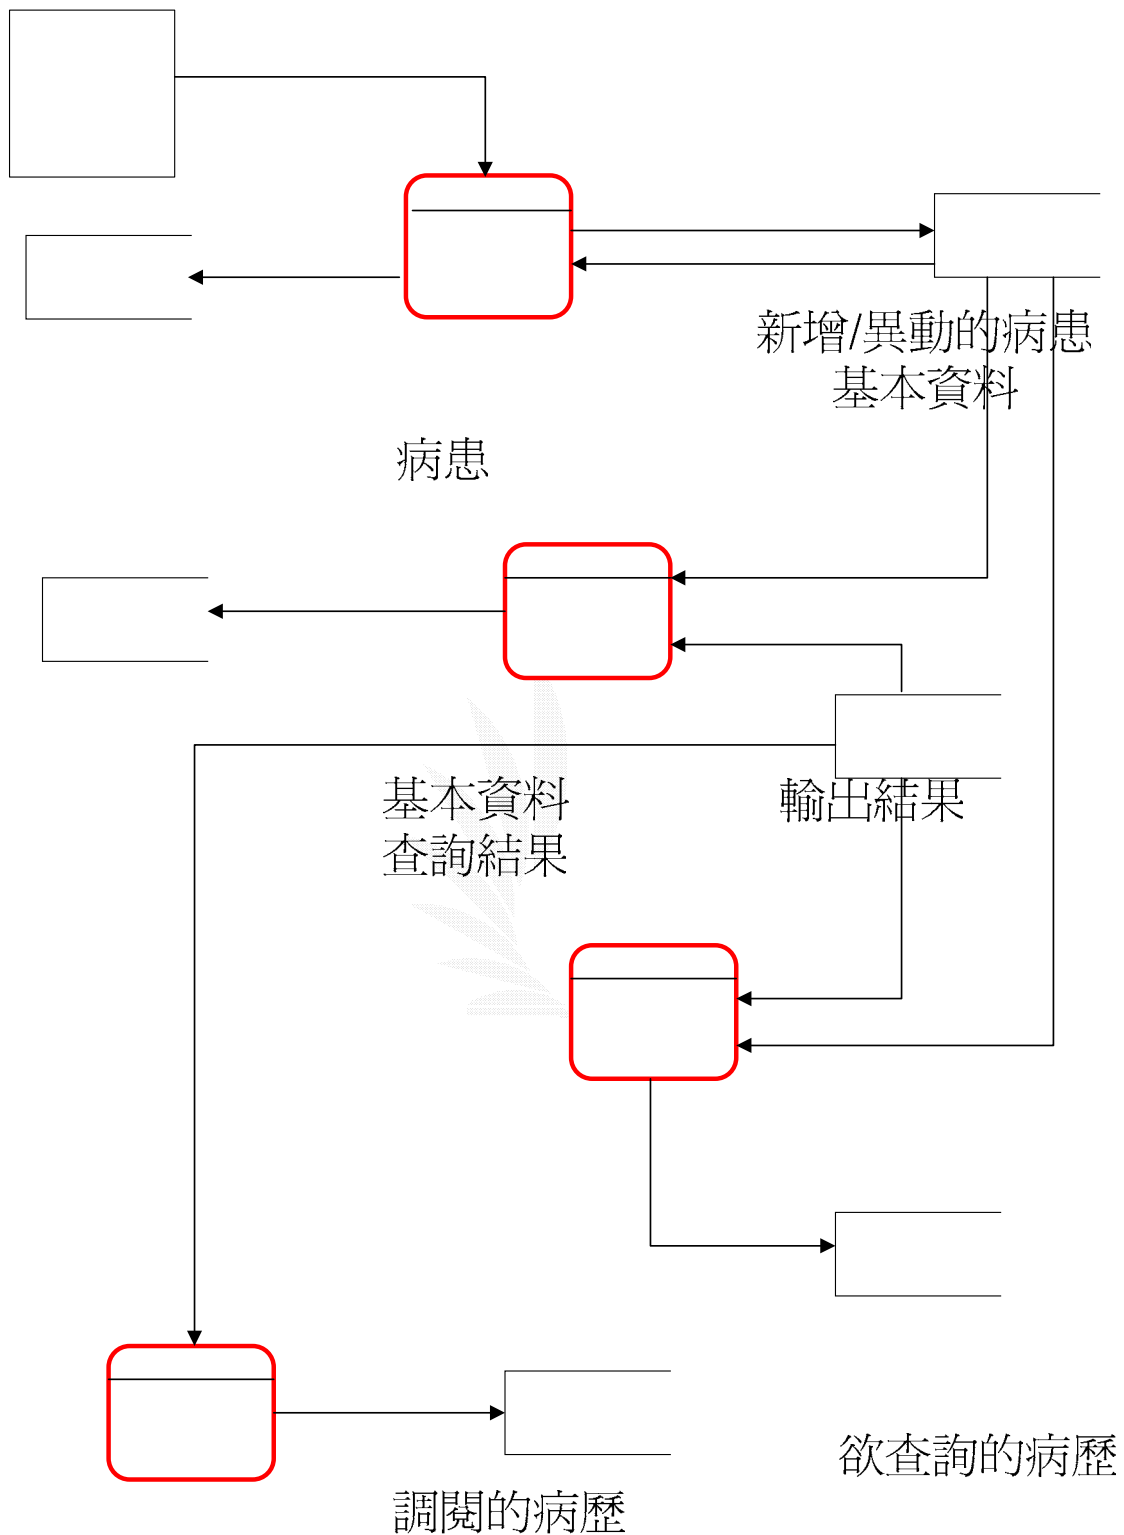 新增/異動的病患
基本資料
病患
基本資料
查詢結果
輸出結果
欲查詢的病歷
調閱的病歷